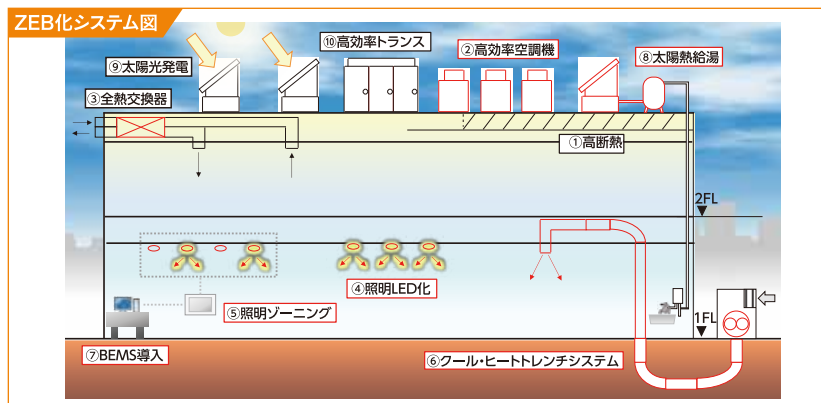 ZEB化システム図
⑩高効率トランス
②高効率空調機
⑧太陽熱給湯
⑨太陽光発電
③全熱交換器
①高断熱
2FL
④照明LED化
⑤照明ゾーニング
1FL
⑦BEMS導入
⑥クール・ヒートトレンチシステム